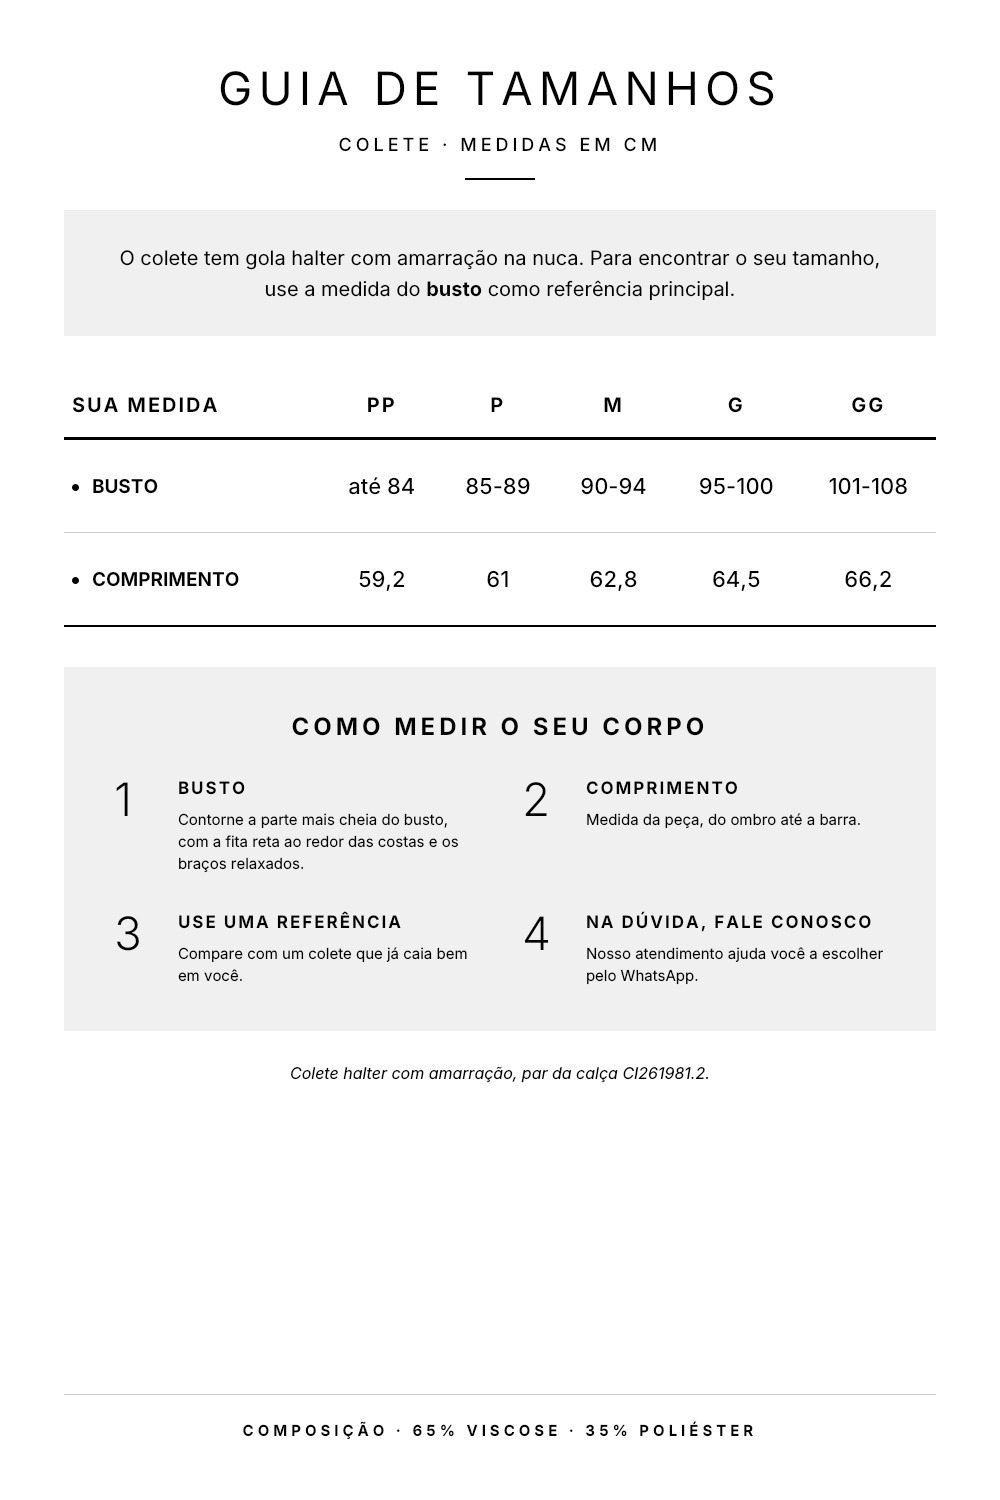 GUIA DE TAMANHOS
COLETE · MEDIDAS EM CM
O colete tem gola halter com amarração na nuca. Para encontrar o seu tamanho,
use a medida do busto como referência principal.
SUA MEDIDA PP P M G GG
• BUSTO até 84 85-89 90-94 95-100 101-108
• COMPRIMENTO 59,2 61 62,8 64,5 66,2
COMO MEDIR O SEU CORPO
1 BUSTO
Contorne a parte mais cheia do busto,
com a fita reta ao redor das costas e os
braços relaxados.
2 COMPRIMENTO
Medida da peça, do ombro até a barra.
3 USE UMA REFERÊNCIA
Compare com um colete que já caia bem
em você.
4 NA DÚVIDA, FALE CONOSCO
Nosso atendimento ajuda você a escolher
pelo WhatsApp.
Colete halter com amarração, par da calça CI261981.2.
COMPOSIÇÃO · 65% VISCOSE · 35% POLIÉSTER